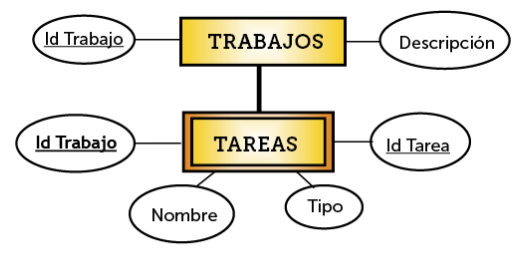 Id Trabajo
TRABAJOS
Descripción
Id Trabajo
TAREAS
Id Tarea
Nombre
Tipo